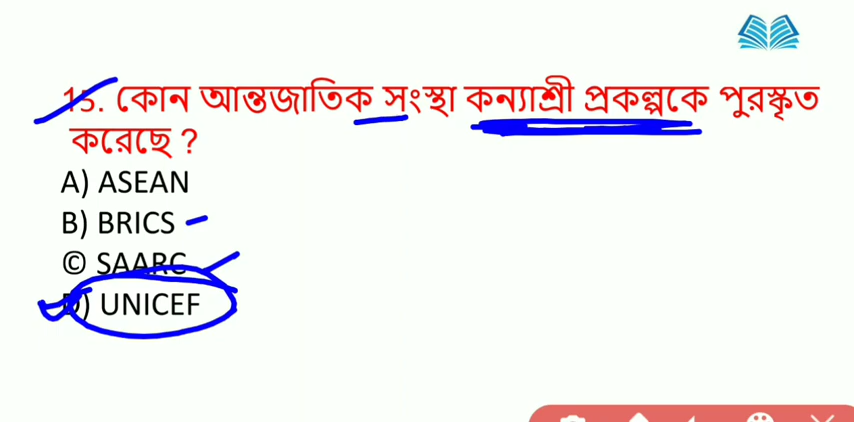 15. কোন আন্তজাতিক সংস্থা কন্যাশ্রী প্রকল্পকে পুরস্কৃত
করেছে ?
A) ASEAN
B) BRICS
© SAARC
D) UNICEF